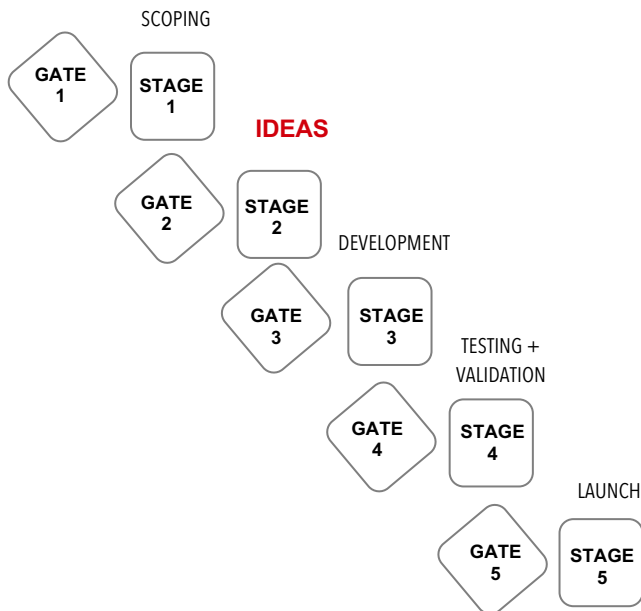 SCOPING
GATE
1
STAGE
1
IDEAS
GATE
2
STAGE
2
DEVELOPMENT
GATE
3
STAGE
3
TESTING +
VALIDATION
GATE
4
STAGE
4
LAUNCH
GATE
5
STAGE
5